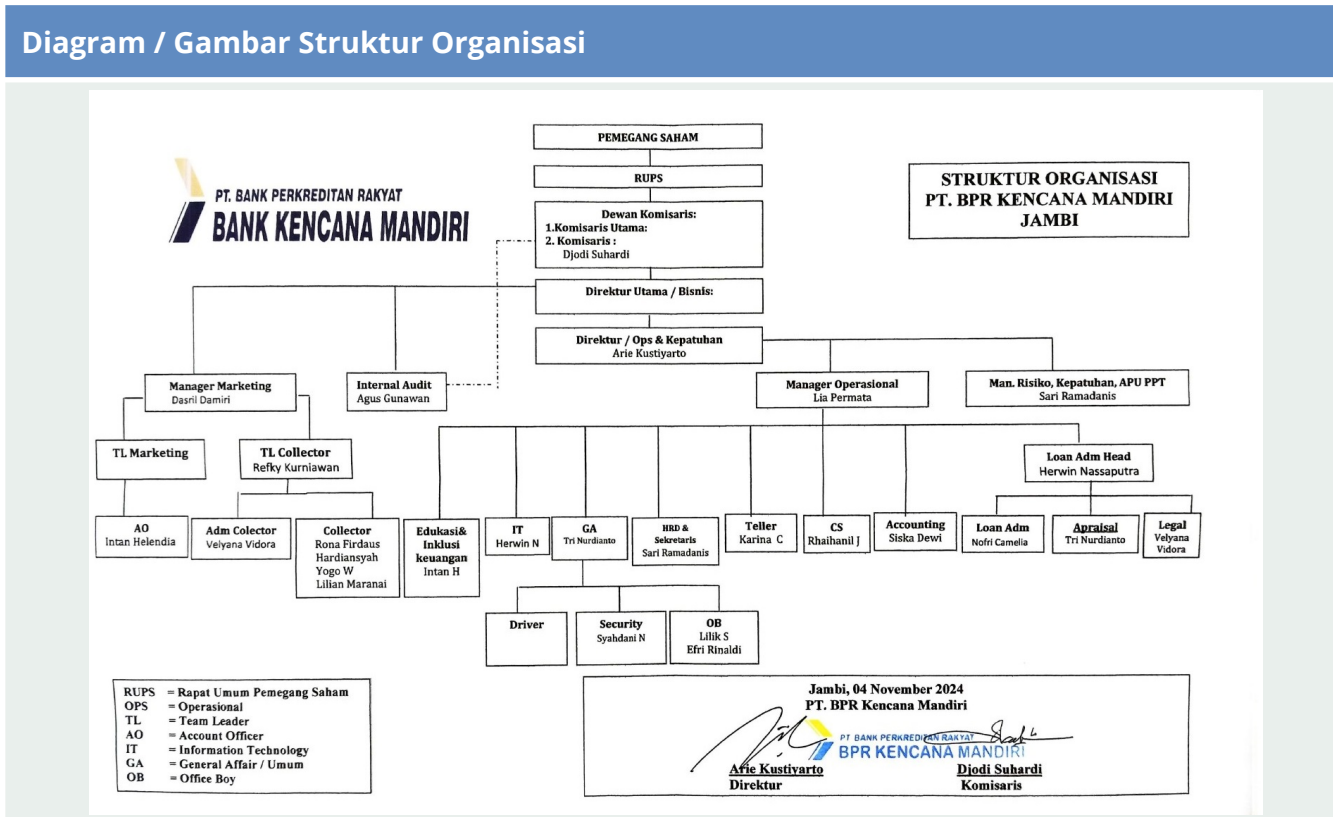 Diagram / Gambar Struktur Organisasi
PT. BANK PERKREDITAN RAKYAT
BANK KENCANA MANDIRI
PEMEGANG SAHAM
RUPS
Dewan Komisaris:
1.Komisaris Utama:
2. Komisaris :
Djodi Suhardi
STRUKTUR ORGANISASI
PT. BPR KENCANA MANDIRI
JAMBI
Direktur Utama / Bisnis:
Direktur / Ops & Kepatuhan
Arie Kustiyarto
Manager Marketing
Dasril Damiri
Internal Audit
Agus Gunawan
Manager Operasional
Lia Permata
Man. Risiko, Kepatuhan, APU PPT
Sari Ramadanis
TL Marketing
TL Collector
Refky Kurniawan
Loan Adm Head
Herwin Nassaputra
AO
Intan Helendia
Adm Colector
Velyana Vidora
Collector
Rona Firdaus
Hardiansyah
Yogo W
Lilian Maranai
Edukasi&
Inklusi
keuangan
Intan H
IT
Herwin N
GA
Tri Nurdianto
HRD &
Sekretaris
Sari Ramadanis
Teller
Karina C
CS
Rhaihanil J
Accounting
Siska Dewi
Loan Adm
Nofri Camelia
Apraisal
Tri Nurdianto
Legal
Velyana
Vidora
Driver
Security
Syahdani N
OB
Lilik S
Efri Rinaldi
RUPS = Rapat Umum Pemegang Saham
OPS = Operasional
TL = Team Leader
AO = Account Officer
IT = Information Technology
GA = General Affair / Umum
OB = Office Boy
Jambi, 04 November 2024
PT. BPR Kencana Mandiri
PT BANK PERKREDITAN RAKYAT
BPR KENCANA MANDIRI
Arie Kustiyarto
Direktur
Djodi Suhardi
Komisaris